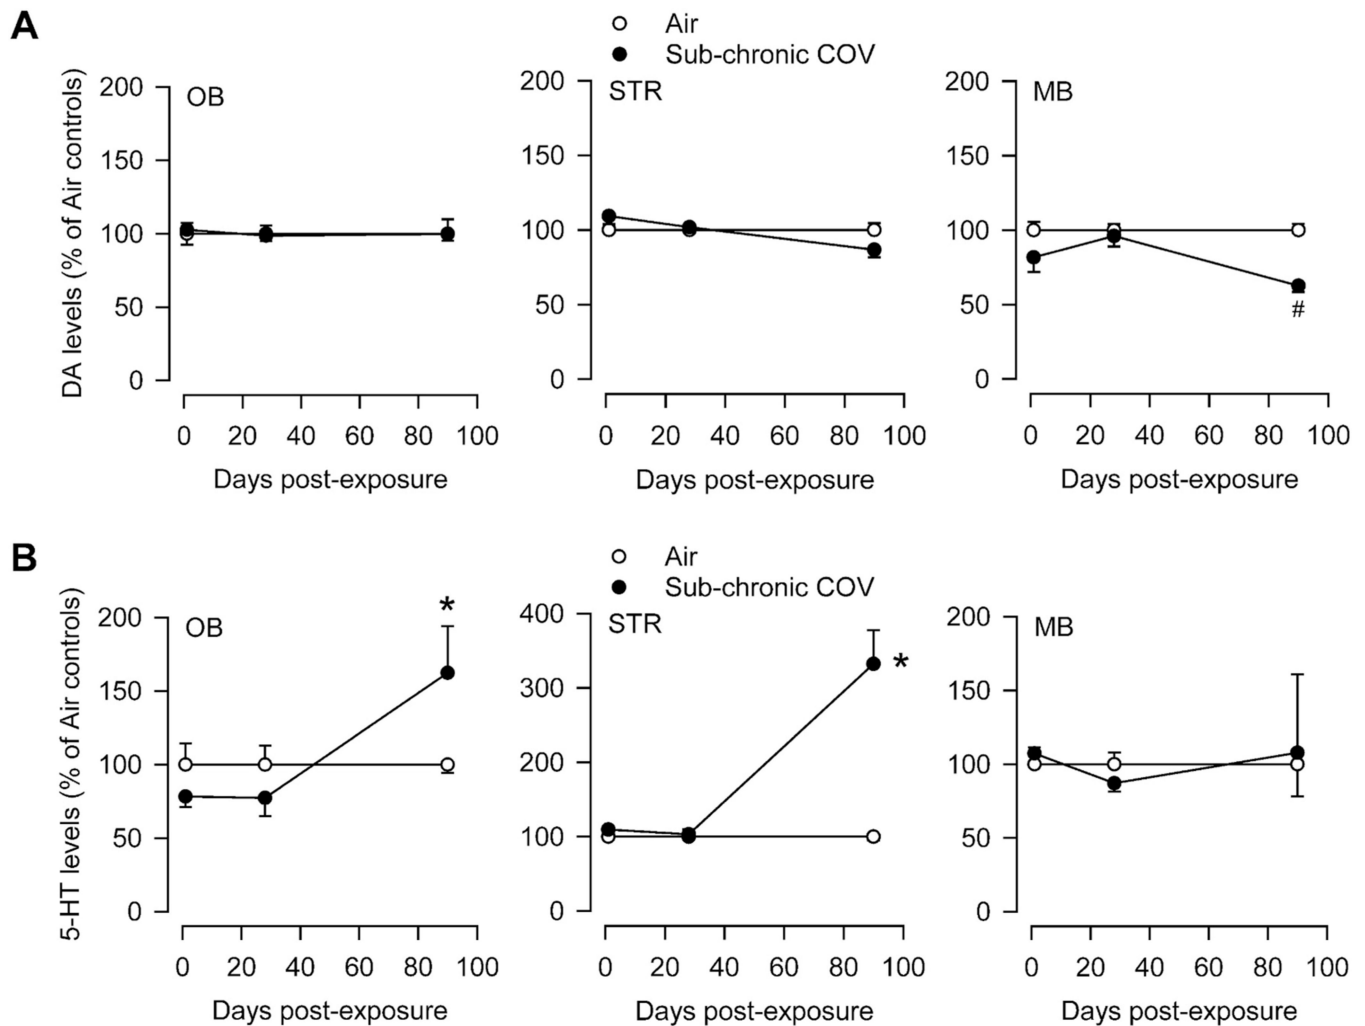 A
Air
Sub-chronic COV
DA levels (% of Air controls)
OB
200
150
100
50
0
0 20 40 60 80 100
Days post-exposure
STR
200
150
100
50
0
0 20 40 60 80 100
Days post-exposure
MB
200
150
100
50
0
#
0 20 40 60 80 100
Days post-exposure
B
Air
Sub-chronic COV
5-HT levels (% of Air controls)
OB
200
150
100
50
0
*
0 20 40 60 80 100
Days post-exposure
STR
400
300
200
100
0
*
0 20 40 60 80 100
Days post-exposure
MB
200
150
100
50
0
0 20 40 60 80 100
Days post-exposure